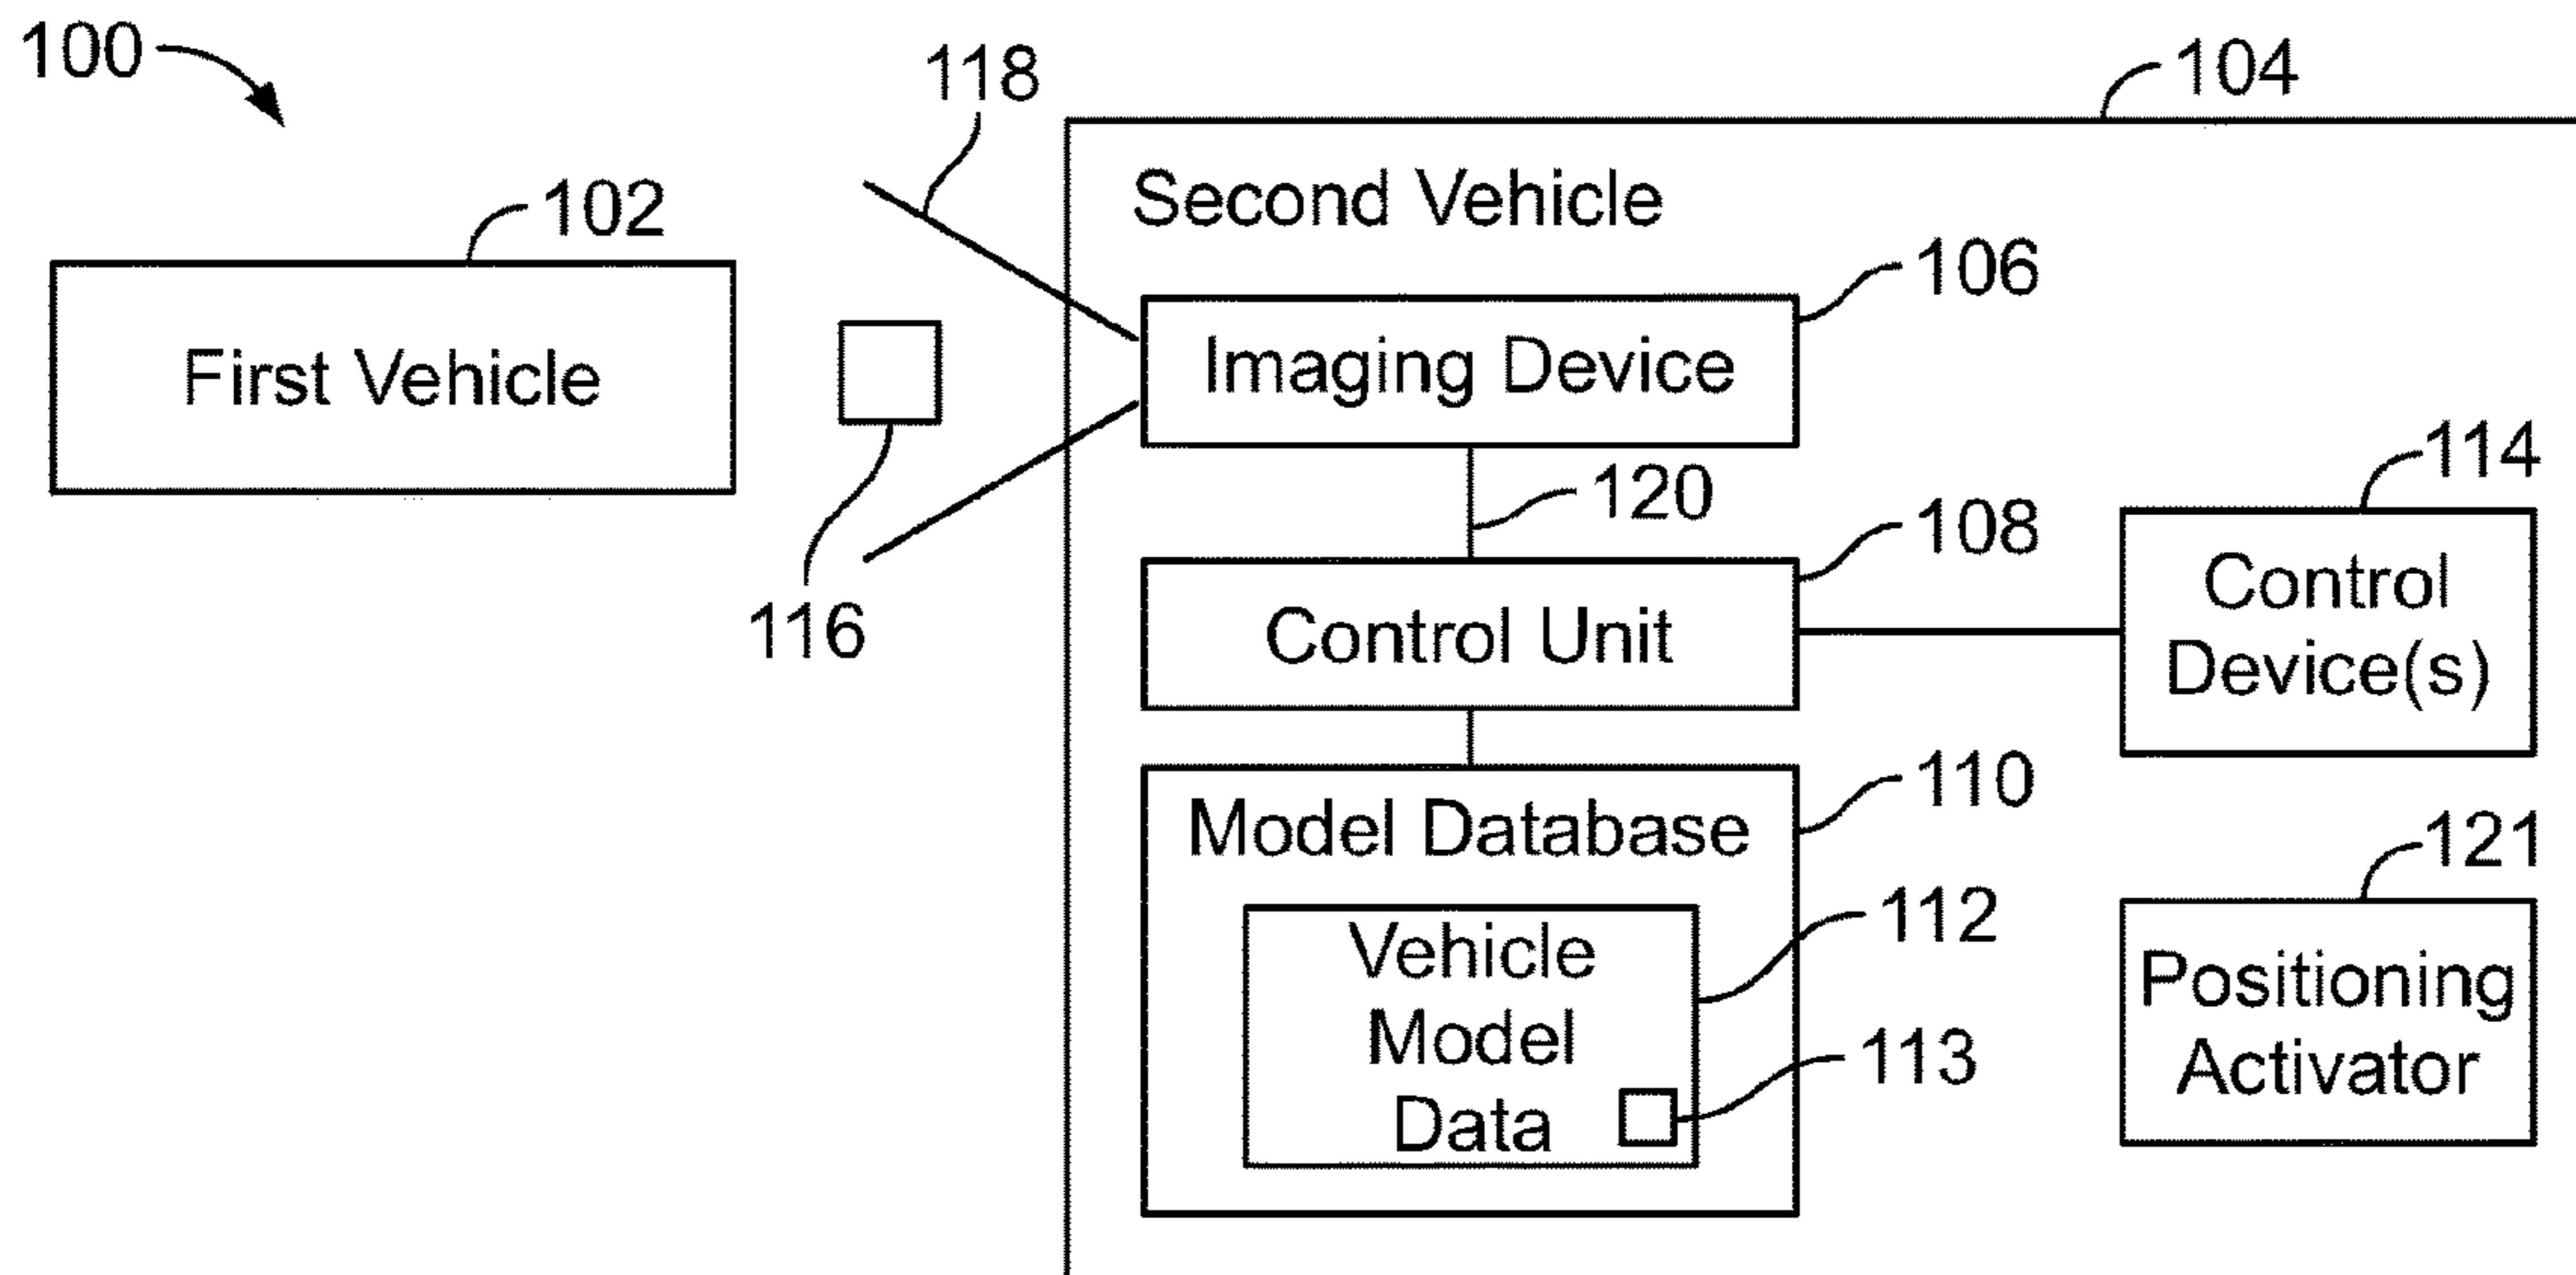 100
118
104
Second Vehicle
102
106
First Vehicle
Imaging Device
114
120
108
Control
Device(s)
Control Unit
116
110
Model Database
121
112
Vehicle
Model
Data
Positioning
Activator
113